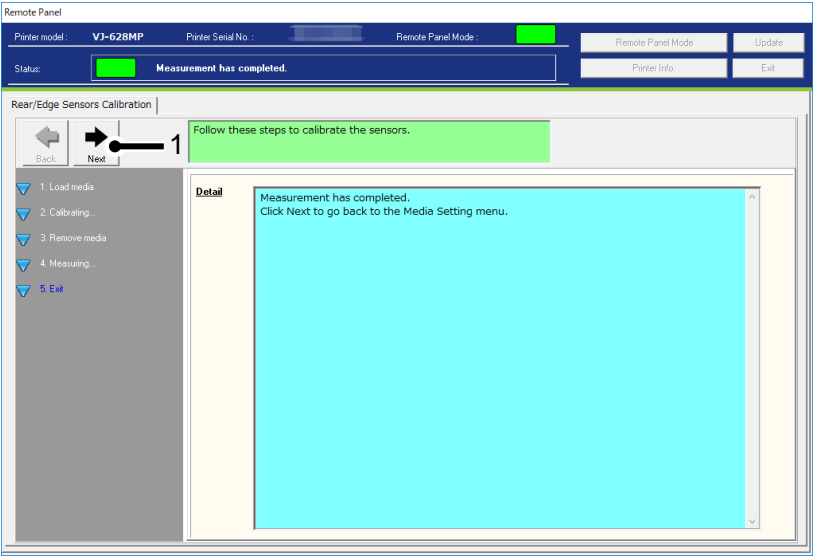 Remote Panel
Printer model : VJ-628MP Printer Serial No. : Remote Panel Mode : Remote Panel Mode Update
Status: Measurement has completed. Printer Info. Exit
Rear/Edge Sensors Calibration
Back Next 1 Follow these steps to calibrate the sensors.
1. Load media
2. Calibrating...
3. Remove media
4. Measuring...
5. Exit
Detail
Measurement has completed.
Click Next to go back to the Media Setting menu.